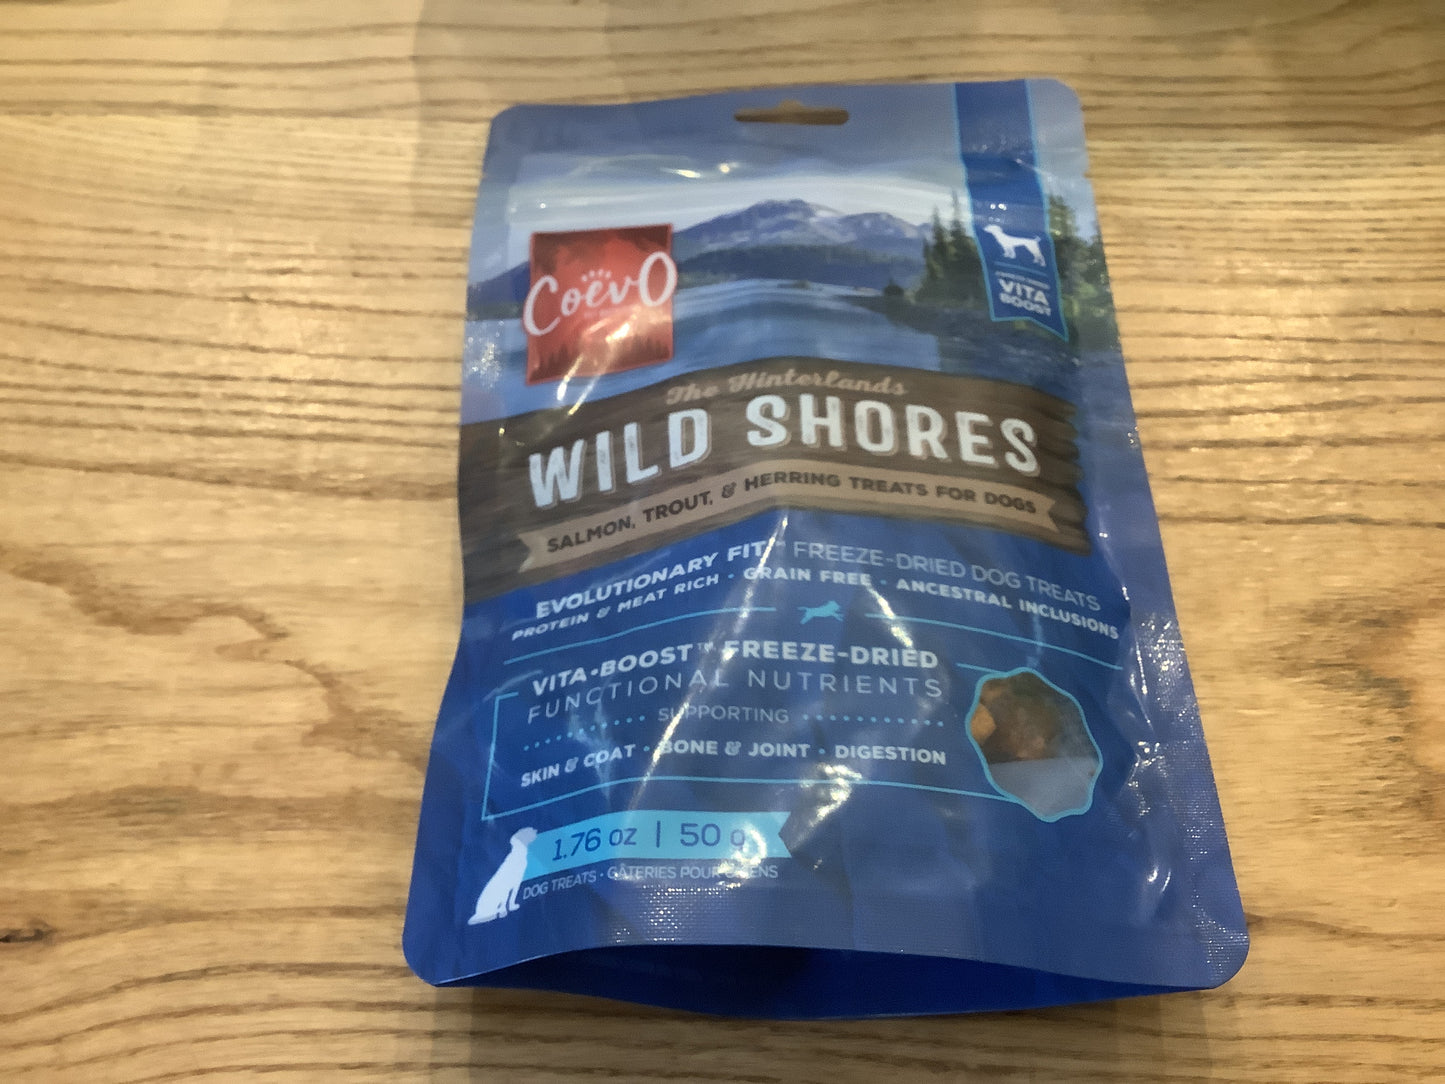 Coevo
VITA
BOOST
The Hinterlands
WILD SHORES
SALMON, TROUT, & HERRING TREATS FOR DOGS
EVOLUTIONARY FIT™ FREEZE-DRIED DOG TREATS
PROTEIN & MEAT RICH · GRAIN FREE · ANCESTRAL INCLUSIONS
VITA·BOOST™ FREEZE-DRIED
FUNCTIONAL NUTRIENTS
SUPPORTING
SKIN & COAT · BONE & JOINT · DIGESTION
1.76 oz | 50 g
DOG TREATS · GÂTERIES POUR CHIENS